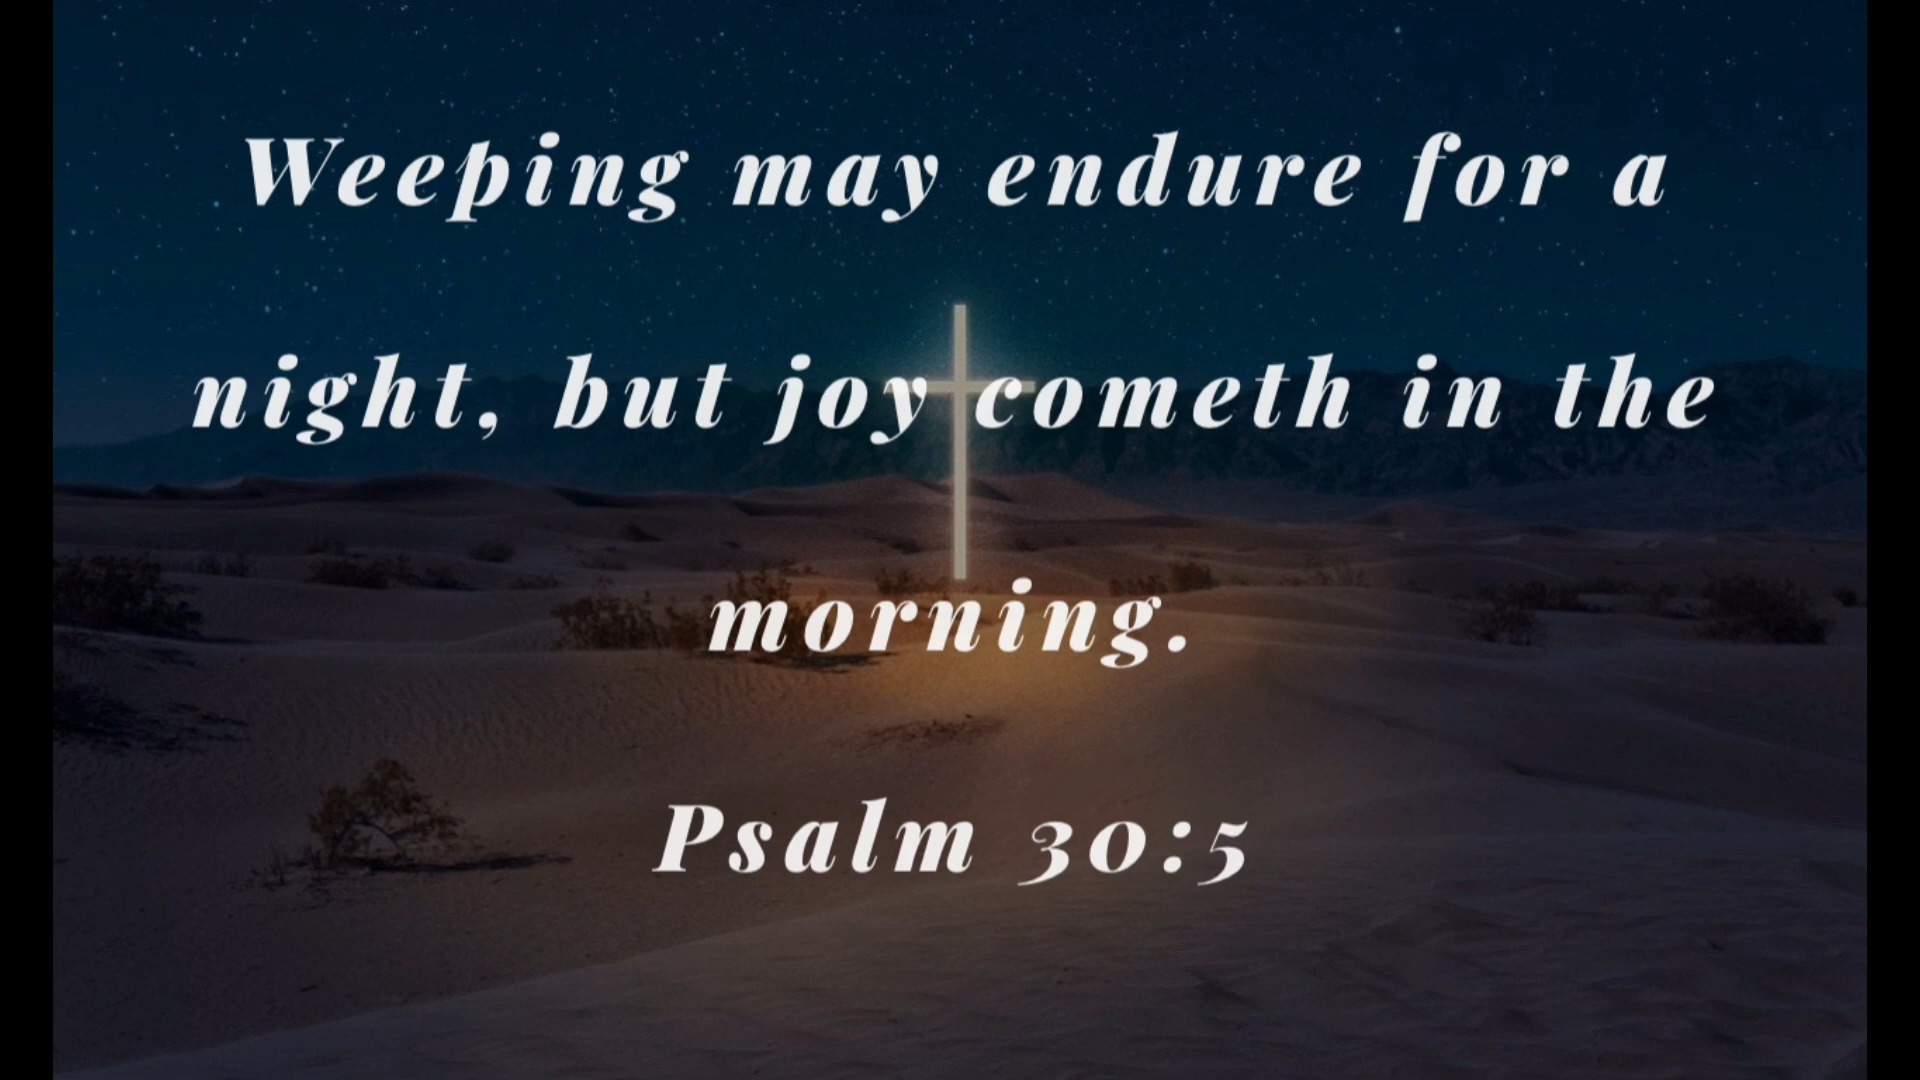 Weeping may endure for a
night, but joy cometh in the
morning.
Psalm 30:5